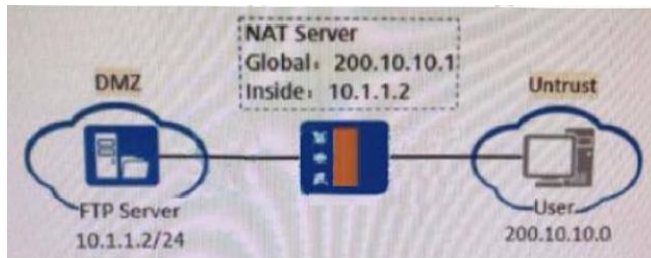 NAT Server
Global： 200.10.10.1
Inside： 10.1.1.2
DMZ
Untrust
FTP Server
10.1.1.2/24
User
200.10.10.0